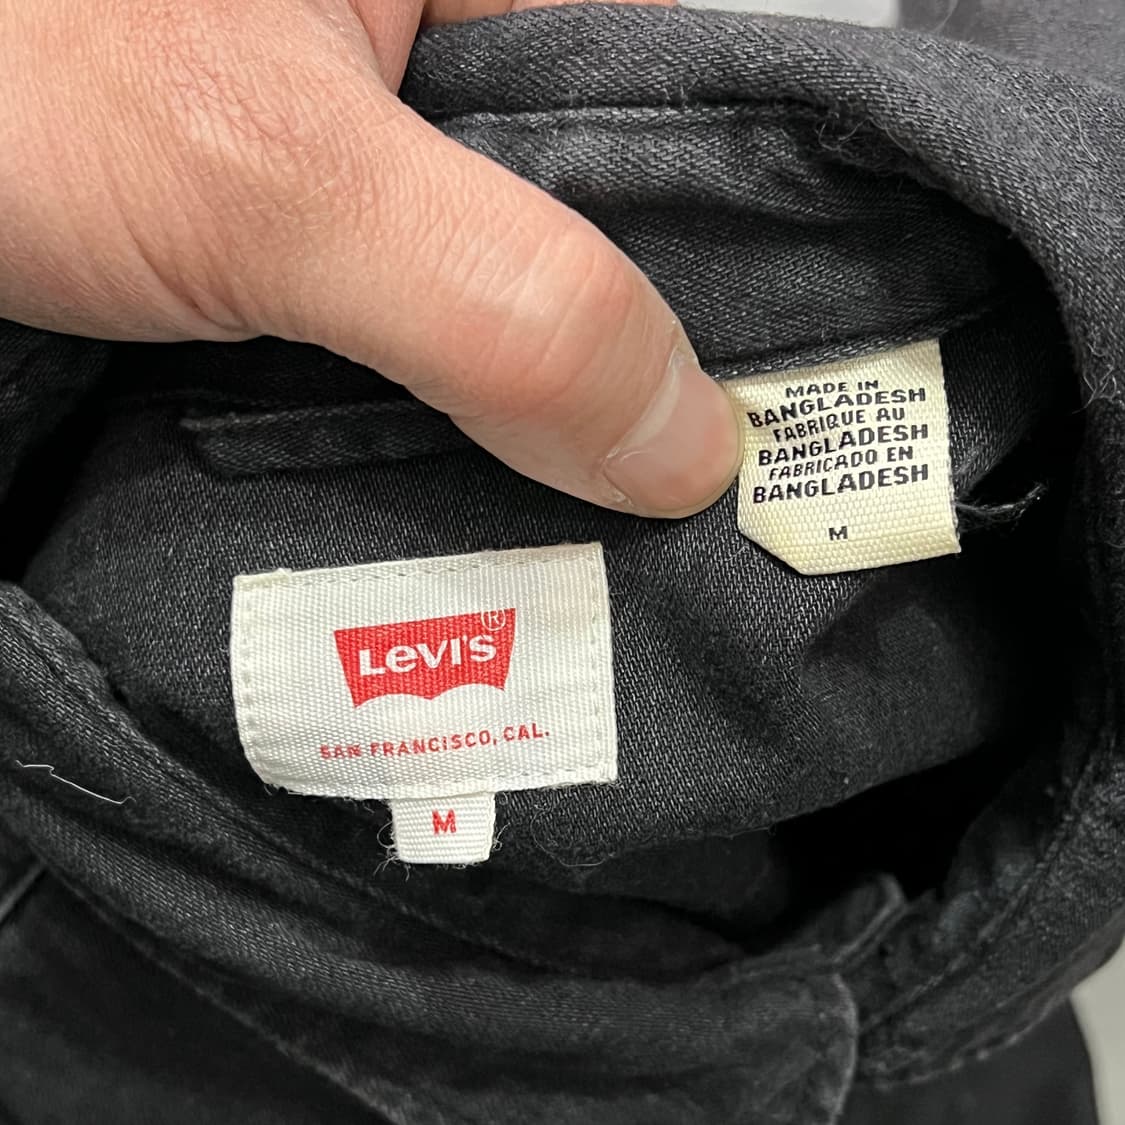 MADE IN
BANGLADESH
FABRIQUE AU
BANGLADESH
FABRICADO EN
BANGLADESH
M
LEVI'S®
SAN FRANCISCO, CAL.
M